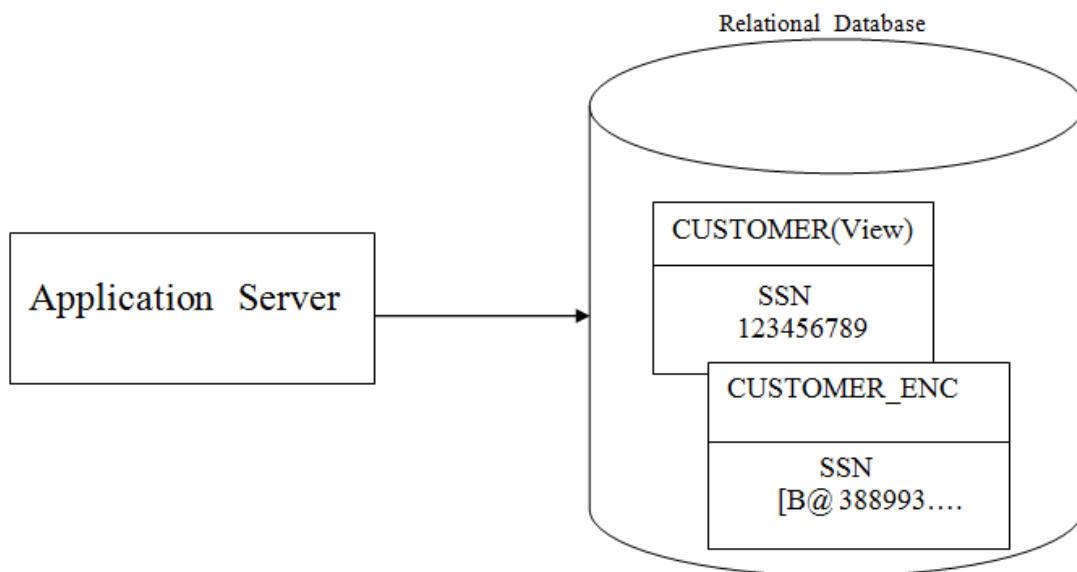 Relational Database
Application Server
CUSTOMER(View)
SSN
123456789
CUSTOMER_ENC
SSN
[B@ 388993....